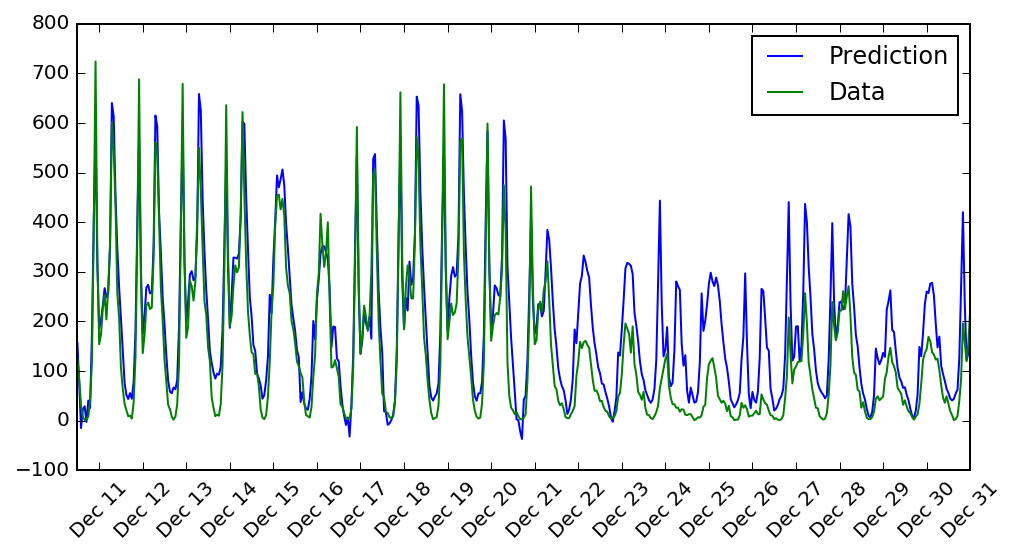 800
700
600
500
400
300
200
100
0
−100
Prediction
Data
Dec 11
Dec 12
Dec 13
Dec 14
Dec 15
Dec 16
Dec 17
Dec 18
Dec 19
Dec 20
Dec 21
Dec 22
Dec 23
Dec 24
Dec 25
Dec 26
Dec 27
Dec 28
Dec 29
Dec 30
Dec 31